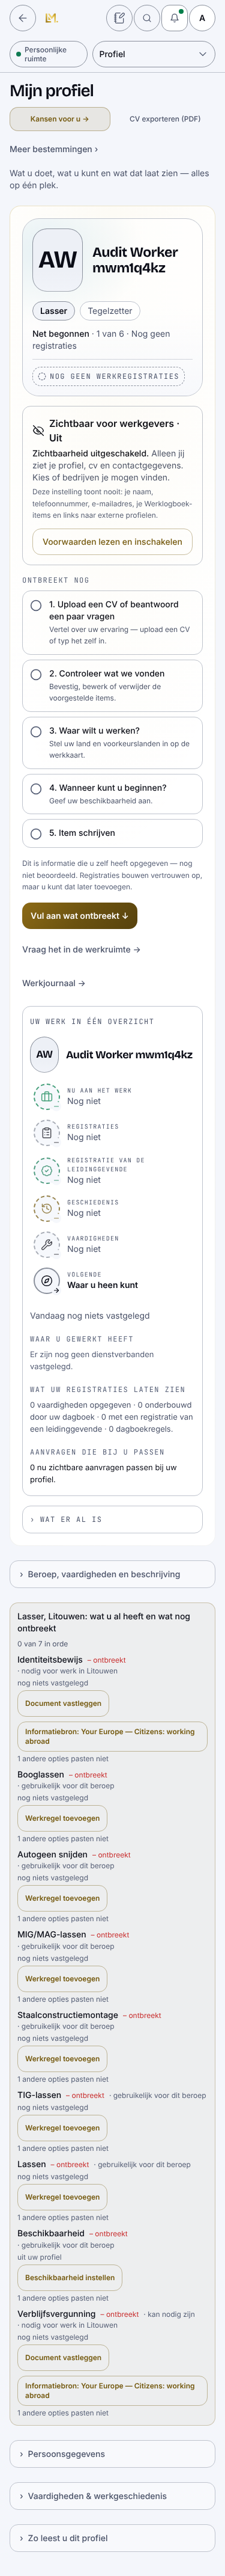 A
Persoonlijke
ruimte
Profiel
Mijn profiel
Kansen voor u →
CV exporteren (PDF)
Meer bestemmingen ›
Wat u doet, wat u kunt en wat dat laat zien — alles
op één plek.
AW
Audit Worker
mwm1q4kz
Lasser
Tegelzetter
Net begonnen · 1 van 6 · Nog geen
registraties
NOG GEEN WERKREGISTRATIES
Zichtbaar voor werkgevers ·
Uit
Zichtbaarheid uitgeschakeld. Alleen jij
ziet je profiel, cv en contactgegevens.
Kies of bedrijven je mogen vinden.
Deze instelling toont nooit: je naam,
telefoonnummer, e-mailadres, je Werklogboek-
items en links naar externe profielen.
Voorwaarden lezen en inschakelen
ONTBREEKT NOG
1. Upload een CV of beantwoord
een paar vragen
Vertel over uw ervaring — upload een CV
of typ het zelf in.
2. Controleer wat we vonden
Bevestig, bewerk of verwijder de
voorgestelde items.
3. Waar wilt u werken?
Stel uw land en voorkeurslanden in op de
werkkaart.
4. Wanneer kunt u beginnen?
Geef uw beschikbaarheid aan.
5. Item schrijven
Dit is informatie die u zelf heeft opgegeven — nog
niet beoordeeld. Registraties bouwen vertrouwen op,
maar u kunt dat later toevoegen.
Vul aan wat ontbreekt ↓
Vraag het in de werkruimte →
Werkjournaal →
UW WERK IN ÉÉN OVERZICHT
AW
Audit Worker mwm1q4kz
NU AAN HET WERK
Nog niet
REGISTRATIES
Nog niet
REGISTRATIE VAN DE
LEIDINGGEVENDE
Nog niet
GESCHIEDENIS
Nog niet
VAARDIGHEDEN
Nog niet
VOLGENDE
Waar u heen kunt
Vandaag nog niets vastgelegd
WAAR U GEWERKT HEEFT
Er zijn nog geen dienstverbanden
vastgelegd.
WAT UW REGISTRATIES LATEN ZIEN
0 vaardigheden opgegeven · 0 onderbouwd
door uw dagboek · 0 met een registratie van
een leidinggevende · 0 dagboekregels.
AANVRAGEN DIE BIJ U PASSEN
0 nu zichtbare aanvragen passen bij uw
profiel.
› WAT ER AL IS
› Beroep, vaardigheden en beschrijving
Lasser, Litouwen: wat u al heeft en wat nog
ontbreekt
0 van 7 in orde
Identiteitsbewijs – ontbreekt
· nodig voor werk in Litouwen
nog niets vastgelegd
Document vastleggen
Informatiebron: Your Europe — Citizens: working
abroad
1 andere opties pasten niet
Booglassen – ontbreekt
· gebruikelijk voor dit beroep
nog niets vastgelegd
Werkregel toevoegen
1 andere opties pasten niet
Autogeen snijden – ontbreekt
· gebruikelijk voor dit beroep
nog niets vastgelegd
Werkregel toevoegen
1 andere opties pasten niet
MIG/MAG-lassen – ontbreekt
· gebruikelijk voor dit beroep
nog niets vastgelegd
Werkregel toevoegen
1 andere opties pasten niet
Staalconstructiemontage – ontbreekt
· gebruikelijk voor dit beroep
nog niets vastgelegd
Werkregel toevoegen
1 andere opties pasten niet
TIG-lassen – ontbreekt · gebruikelijk voor dit beroep
nog niets vastgelegd
Werkregel toevoegen
1 andere opties pasten niet
Lassen – ontbreekt · gebruikelijk voor dit beroep
nog niets vastgelegd
Werkregel toevoegen
1 andere opties pasten niet
Beschikbaarheid – ontbreekt
· gebruikelijk voor dit beroep
uit uw profiel
Beschikbaarheid instellen
1 andere opties pasten niet
Verblijfsvergunning – ontbreekt · kan nodig zijn
· nodig voor werk in Litouwen
nog niets vastgelegd
Document vastleggen
Informatiebron: Your Europe — Citizens: working
abroad
1 andere opties pasten niet
› Persoonsgegevens
› Vaardigheden & werkgeschiedenis
› Zo leest u dit profiel